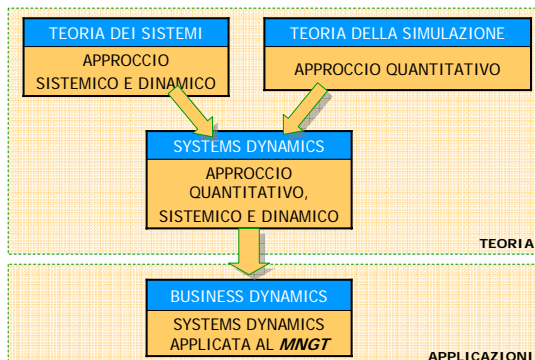 TEORIA DEI SISTEMI
APPROCCIO
SISTEMICO E DINAMICO
TEORIA DELLA SIMULAZIONE
APPROCCIO QUANTITATIVO
SYSTEMS DYNAMICS
APPROCCIO
QUANTITATIVO,
SISTEMICO E DINAMICO
TEORIA
BUSINESS DYNAMICS
SYSTEMS DYNAMICS
APPLICATA AL MNGT
APPLICAZIONI